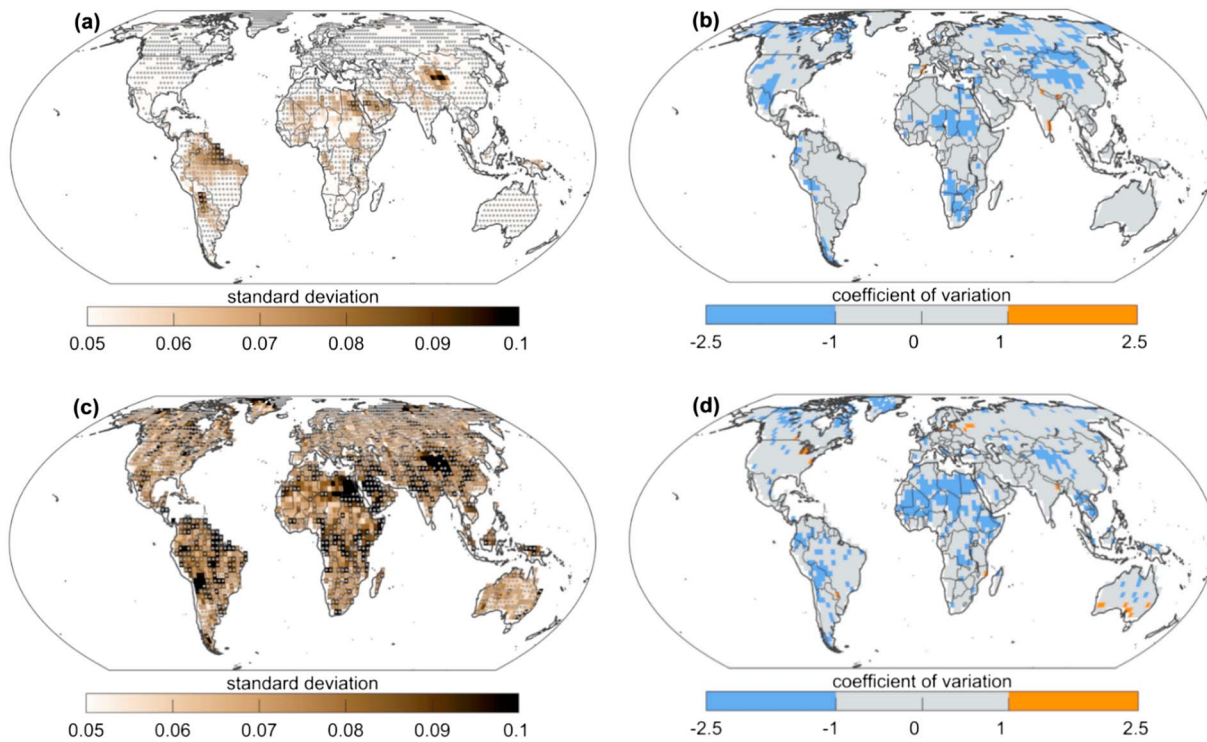 (a) (b)
standard deviation coefficient of variation
0.05 0.06 0.07 0.08 0.09 0.1 -2.5 -1 0 1 2.5
(c) (d)
standard deviation coefficient of variation
0.05 0.06 0.07 0.08 0.09 0.1 -2.5 -1 0 1 2.5